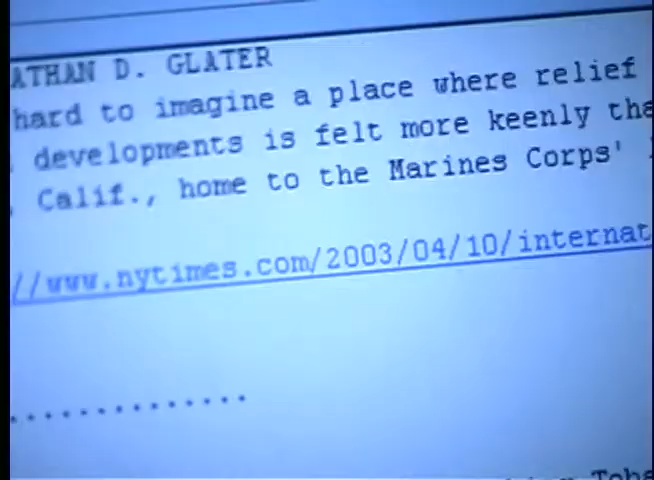 ATHAN D. GLATER
hard to imagine a place where relief
developments is felt more keenly tha
Calif., home to the Marines Corps'
//www.nytimes.com/2003/04/10/internat
..............
Toba